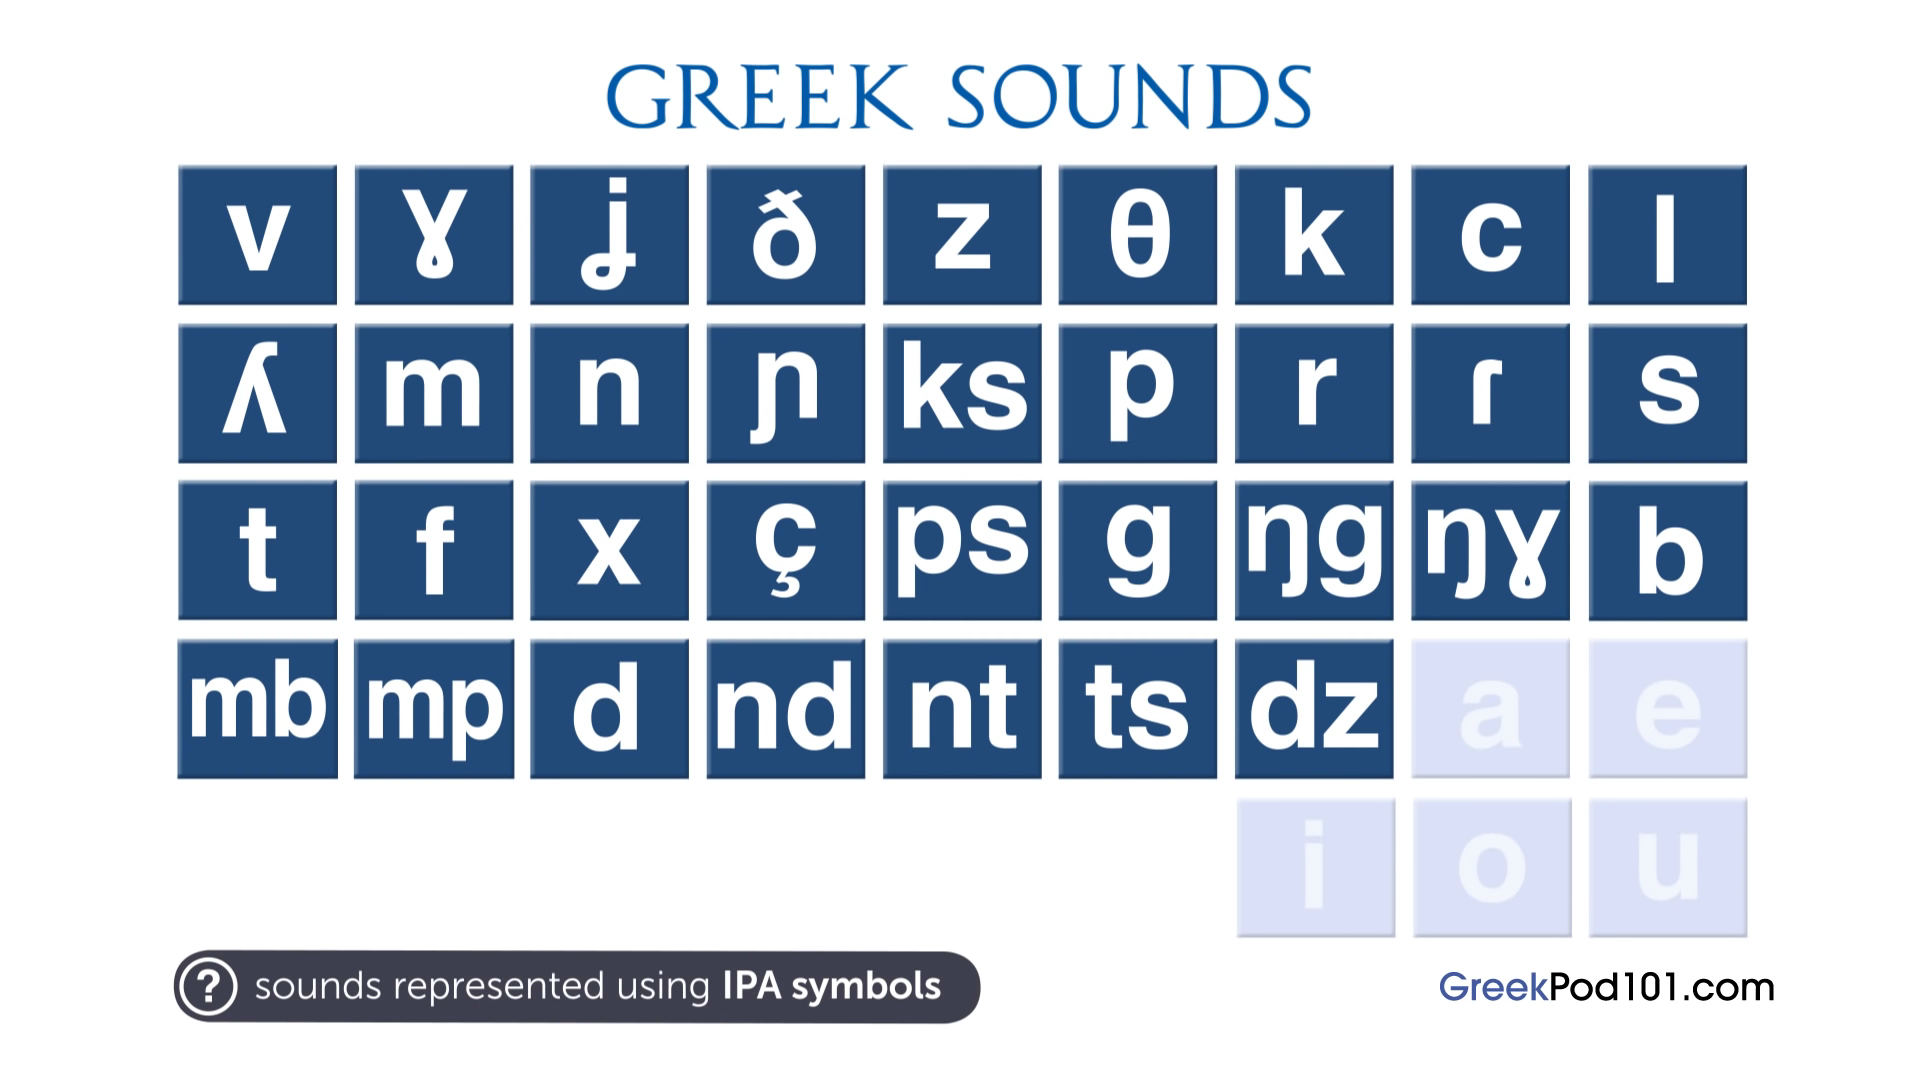 GREEK SOUNDS
v ɣ ʝ ð z θ k c l
ʎ m n ɲ ks p r ɾ s
t f x ç ps g ŋg ŋɣ b
mb mp d nd nt ts dz a e
i o u
? sounds represented using IPA symbols
GreekPod101.com